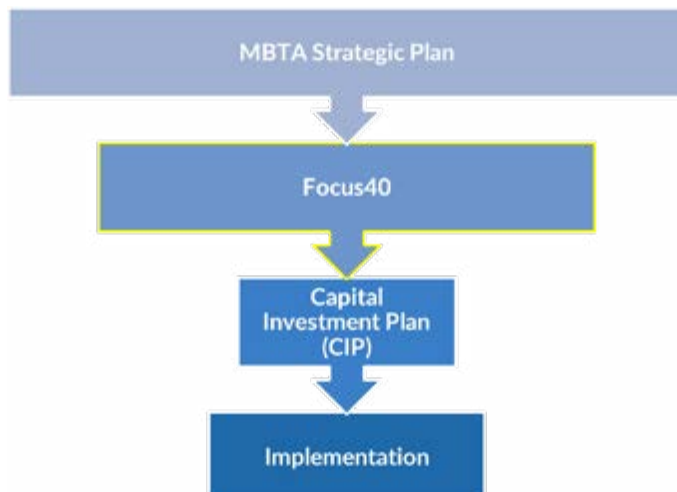 MBTA Strategic Plan
Focus40
Capital
Investment Plan
(CIP)
Implementation